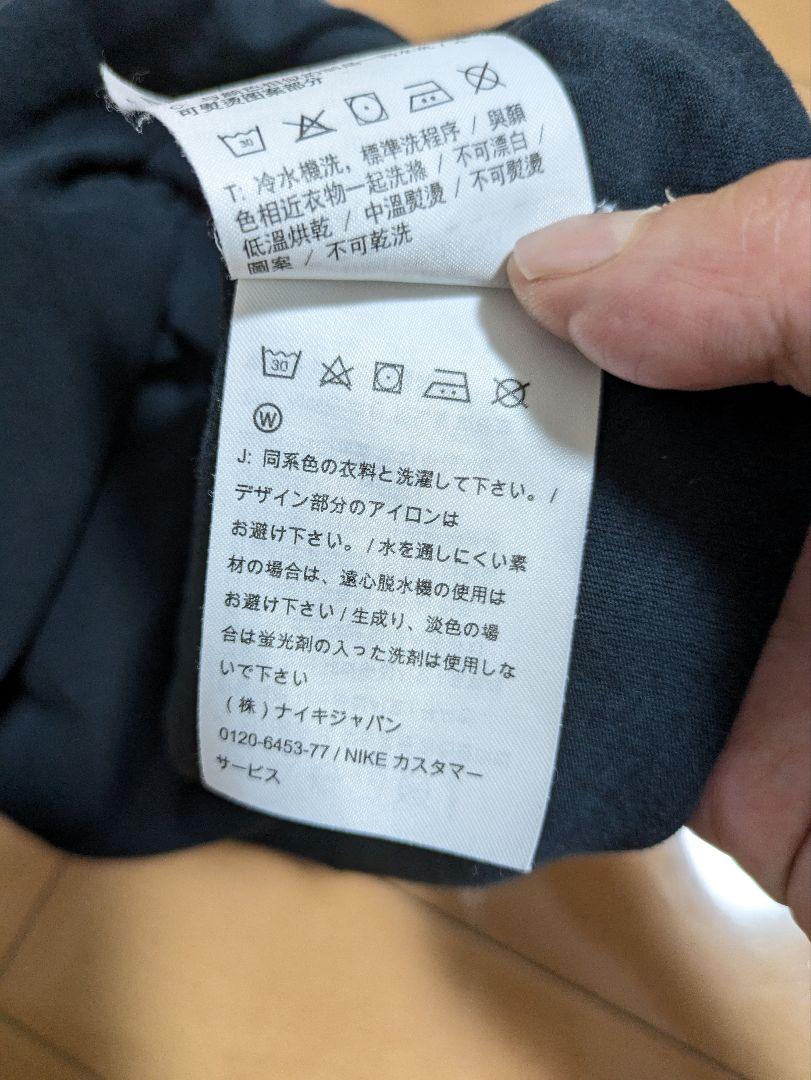 可熨烫图案部分
30
T: 冷水機洗，標準洗程序 / 與顏
色相近衣物一起洗滌 / 不可漂白 /
低溫烘乾 / 中溫熨燙 / 不可熨燙
圖案 / 不可乾洗
30
W
J: 同系色の衣料と洗濯して下さい。/
デザイン部分のアイロンは
お避け下さい。/ 水を通しにくい素
材の場合は、遠心脱水機の使用は
お避け下さい / 生成り、淡色の場
合は蛍光剤の入った洗剤は使用しな
いで下さい
(株) ナイキジャパン
0120-6453-77 / NIKE カスタマー
サービス